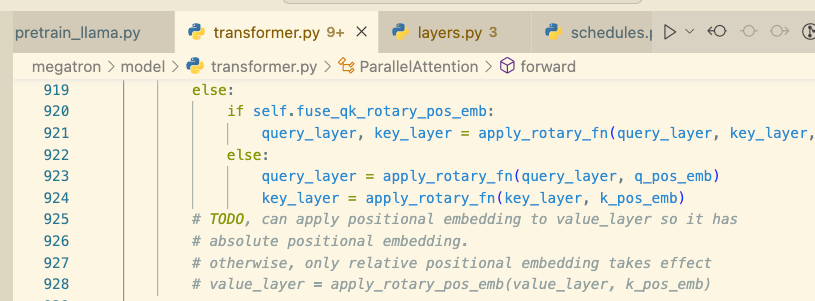 pretrain_llama.py transformer.py 9+ × layers.py 3 schedules.p
megatron > model > transformer.py > ParallelAttention > forward
919 else:
920 if self.fuse_qk_rotary_pos_emb:
921 query_layer, key_layer = apply_rotary_fn(query_layer, key_layer,
922 else:
923 query_layer = apply_rotary_fn(query_layer, q_pos_emb)
924 key_layer = apply_rotary_fn(key_layer, k_pos_emb)
925 # TODO, can apply positional embedding to value_layer so it has
926 # absolute positional embedding.
927 # otherwise, only relative positional embedding takes effect
928 # value_layer = apply_rotary_pos_emb(value_layer, k_pos_emb)